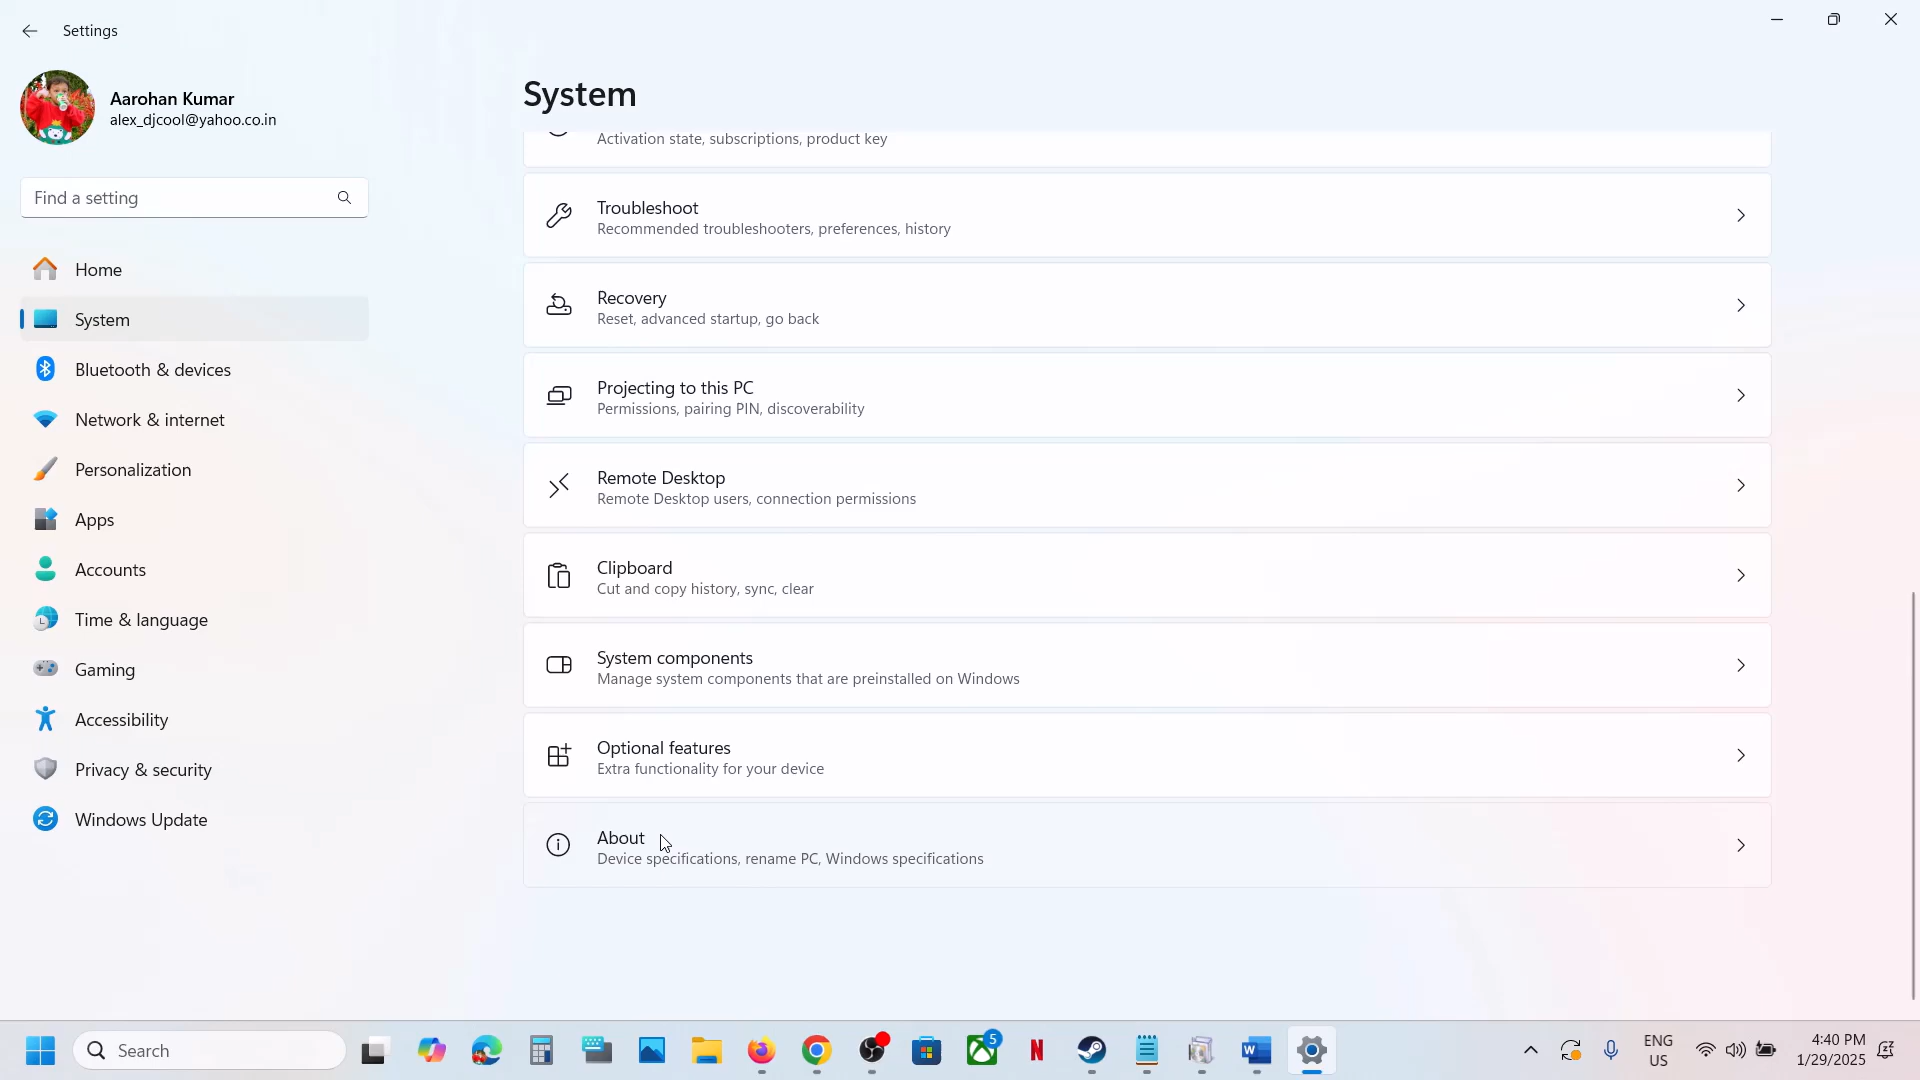 Settings
Aarohan Kumar
alex_djcool@yahoo.co.in
Find a setting
Home
System
Bluetooth & devices
Network & internet
Personalization
Apps
Accounts
Time & language
Gaming
Accessibility
Privacy & security
Windows Update
System
Activation state, subscriptions, product key
Troubleshoot
Recommended troubleshooters, preferences, history
Recovery
Reset, advanced startup, go back
Projecting to this PC
Permissions, pairing PIN, discoverability
Remote Desktop
Remote Desktop users, connection permissions
Clipboard
Cut and copy history, sync, clear
System components
Manage system components that are preinstalled on Windows
Optional features
Extra functionality for your device
About
Device specifications, rename PC, Windows specifications
Search
5
N
W
ENG
US
4:40 PM
1/29/2025